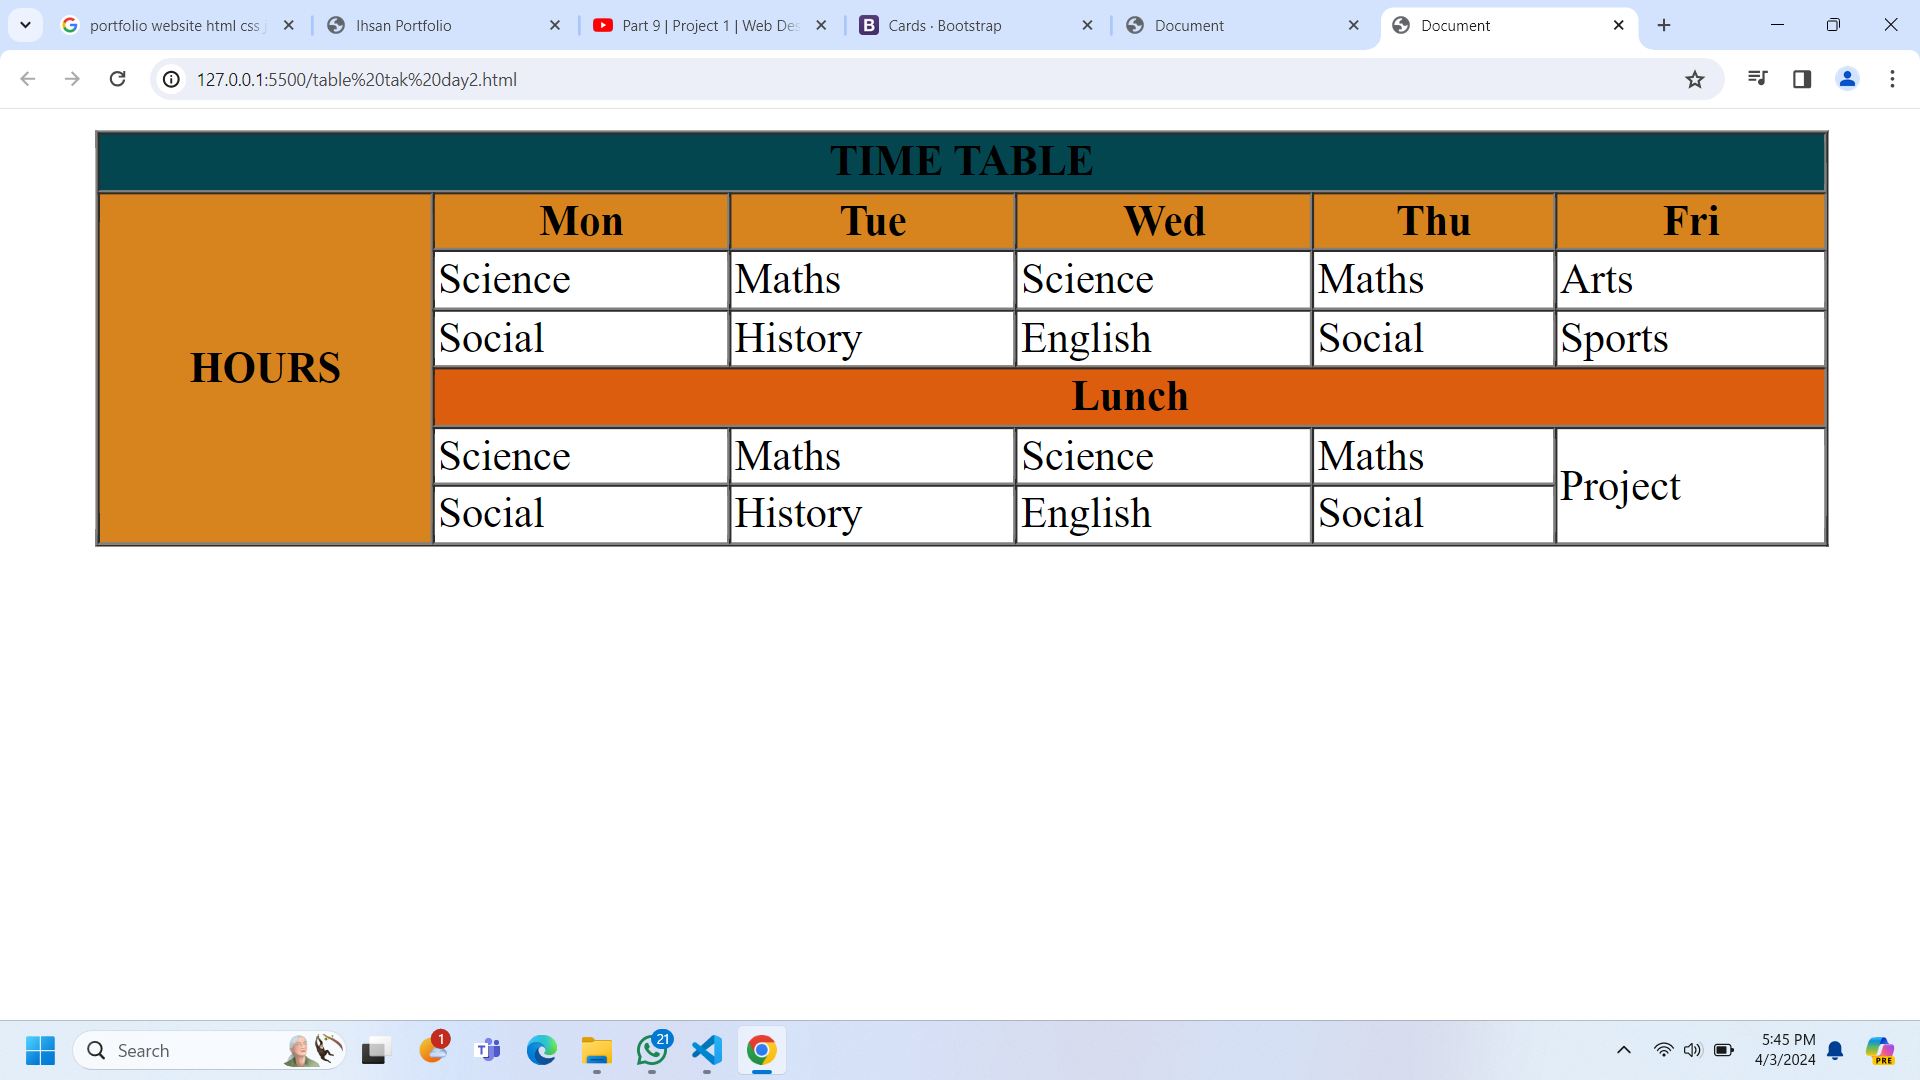 portfolio website html css j
Ihsan Portfolio
Part 9 | Project 1 | Web Des
B Cards · Bootstrap
Document
Document
127.0.0.1:5500/table%20tak%20day2.html
TIME TABLE
HOURS Mon Tue Wed Thu Fri
Science Maths Science Maths Arts
Social History English Social Sports
Lunch
Science Maths Science Maths Project
Social History English Social
Search
1
21
5:45 PM
4/3/2024
PRE